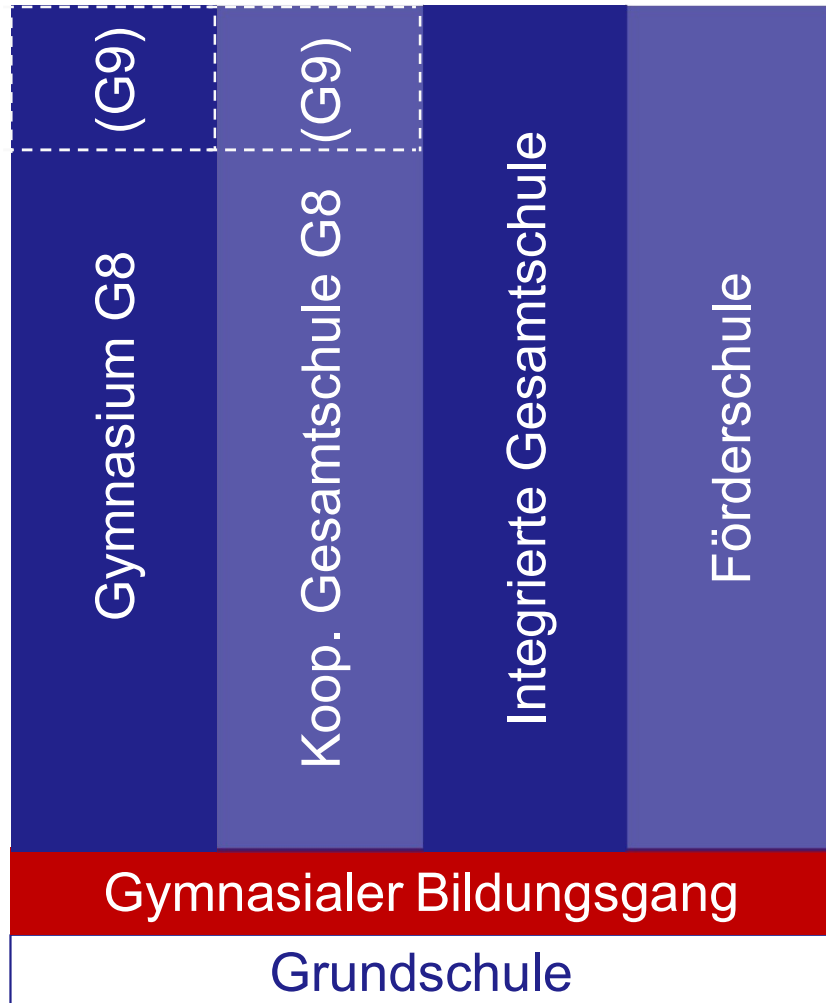 (G9)
Gymnasium G8
(G9)
Koop. Gesamtschule G8
Integrierte Gesamtschule
Förderschule
Gymnasialer Bildungsgang
Grundschule